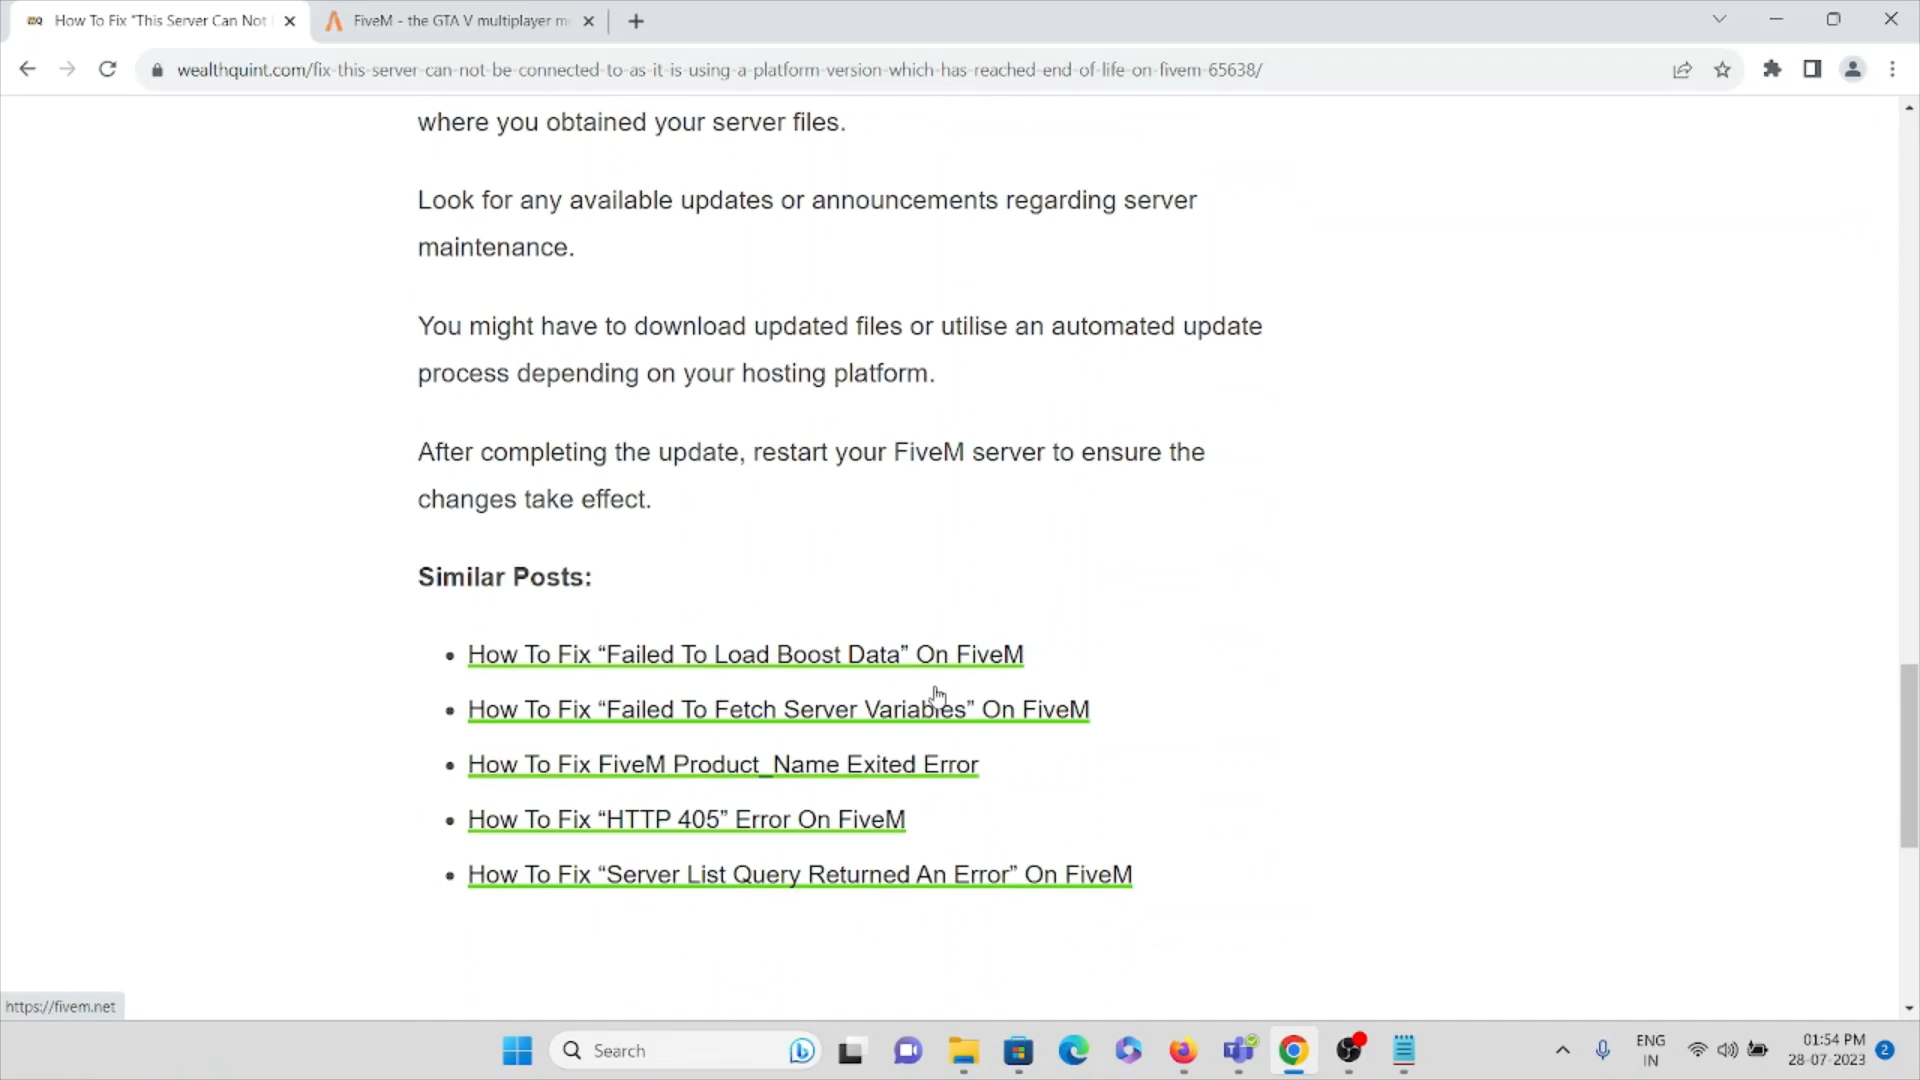 How To Fix "This Server Can Not
FiveM - the GTA V multiplayer m
wealthquint.com/fix-this-server-can-not-be-connected-to-as-it-is-using-a-platform-version-which-has-reached-end-of-life-on-fivem-65638/
where you obtained your server files.
Look for any available updates or announcements regarding server
maintenance.
You might have to download updated files or utilise an automated update
process depending on your hosting platform.
After completing the update, restart your FiveM server to ensure the
changes take effect.
Similar Posts:
• How To Fix “Failed To Load Boost Data” On FiveM
• How To Fix “Failed To Fetch Server Variables” On FiveM
• How To Fix FiveM Product_Name Exited Error
• How To Fix “HTTP 405” Error On FiveM
• How To Fix “Server List Query Returned An Error” On FiveM
https://fivem.net
Search
ENG
IN
01:54 PM
28-07-2023
2